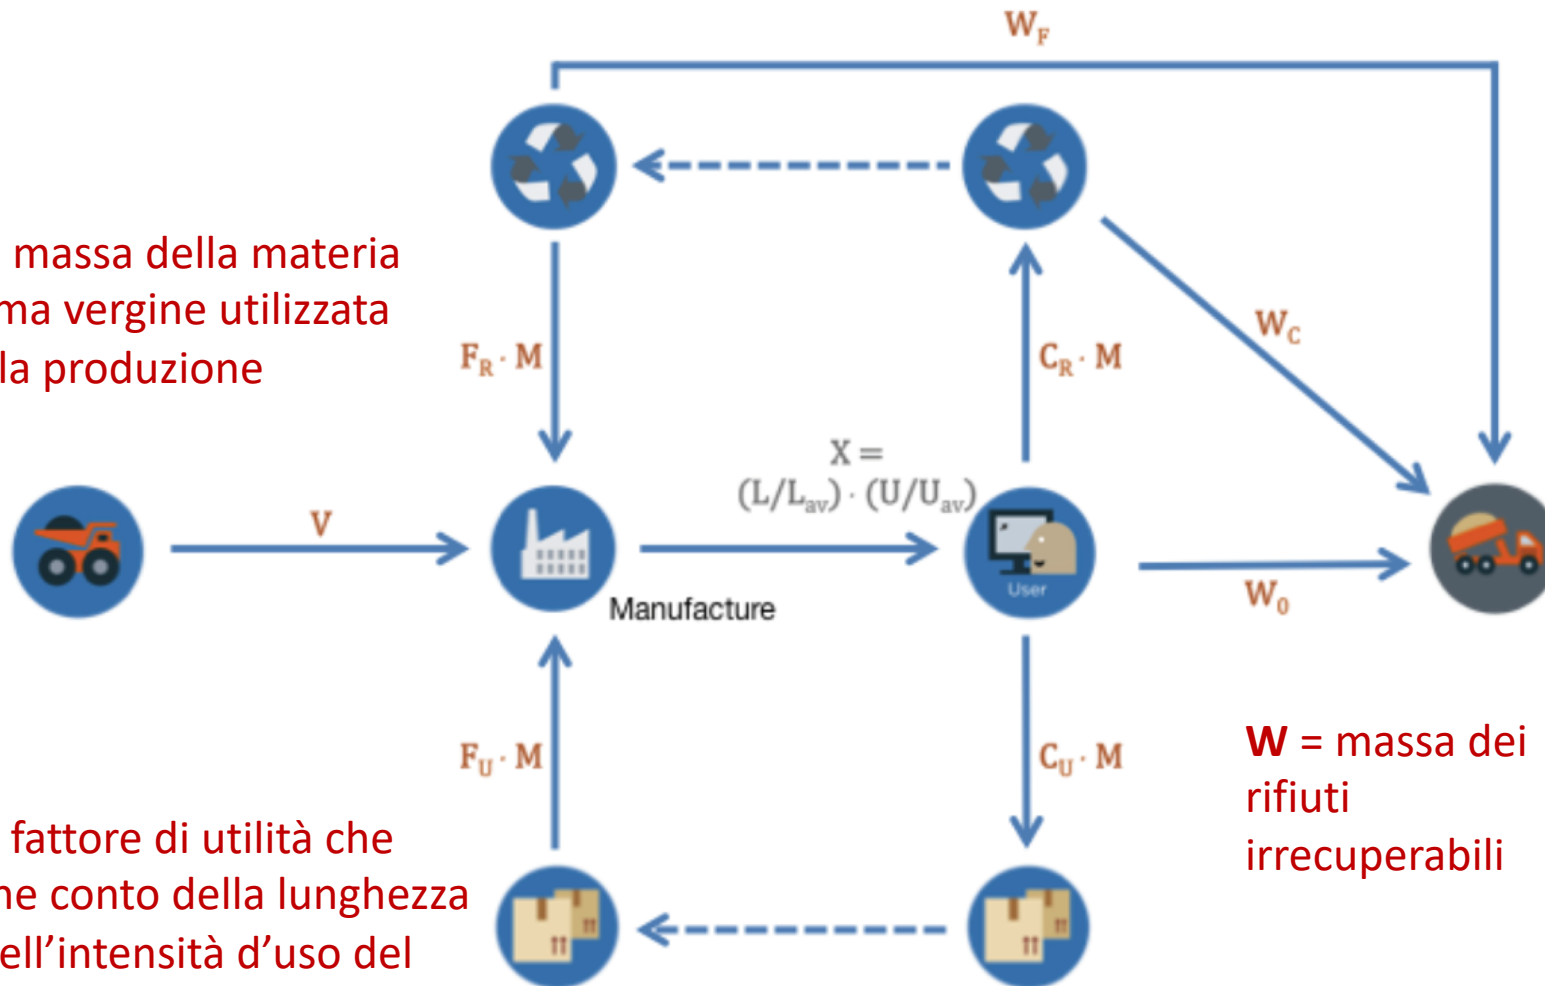 W_F
massa della materia
ma vergine utilizzata
la produzione
F_R · M
C_R · M
W_C
X =
(L/L_av) · (U/U_av)
V
User
Manufacture
W_0
F_U · M
C_U · M
W = massa dei
rifiuti
irrecuperabili
fattore di utilità che
ne conto della lunghezza
ell’intensità d’uso del